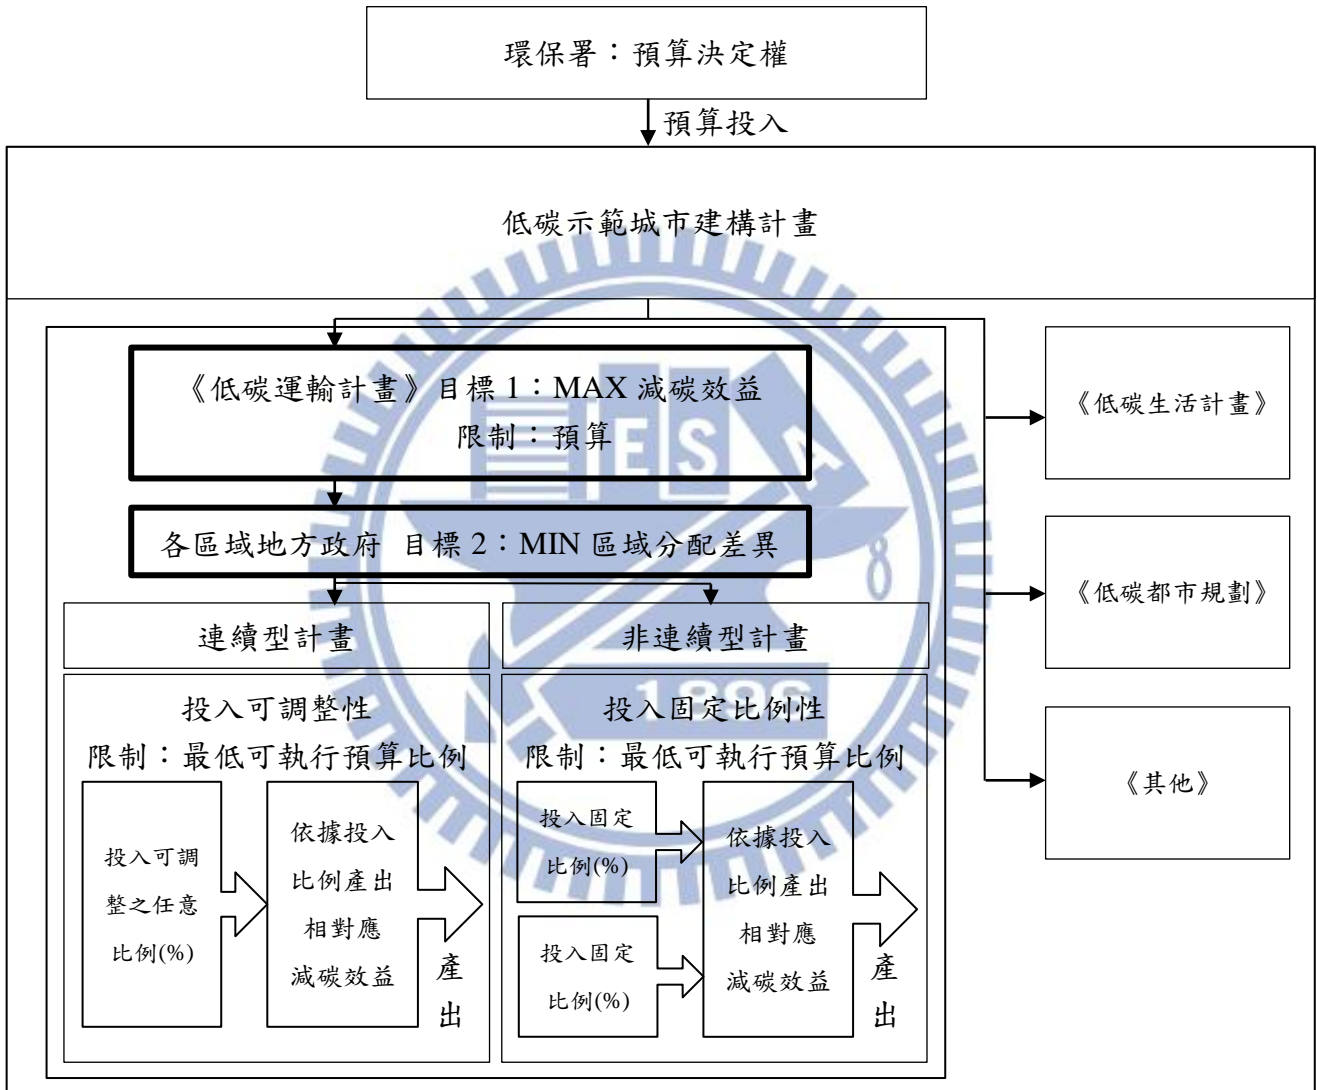 環保署：預算決定權
預算投入
低碳示範城市建構計畫
《低碳運輸計畫》目標 1：MAX 減碳效益
限制：預算
《低碳生活計畫》
各區域地方政府 目標 2：MIN 區域分配差異
《低碳都市規劃》
連續型計畫
非連續型計畫
投入可調整性
限制：最低可執行預算比例
投入可調
整之任意
比例(%)
依據投入
比例產出
相對應
減碳效益
產
出
投入固定比例性
限制：最低可執行預算比例
投入固定
比例(%)
投入固定
比例(%)
依據投入
比例產出
相對應
減碳效益
產
出
《其他》
ESA
1896